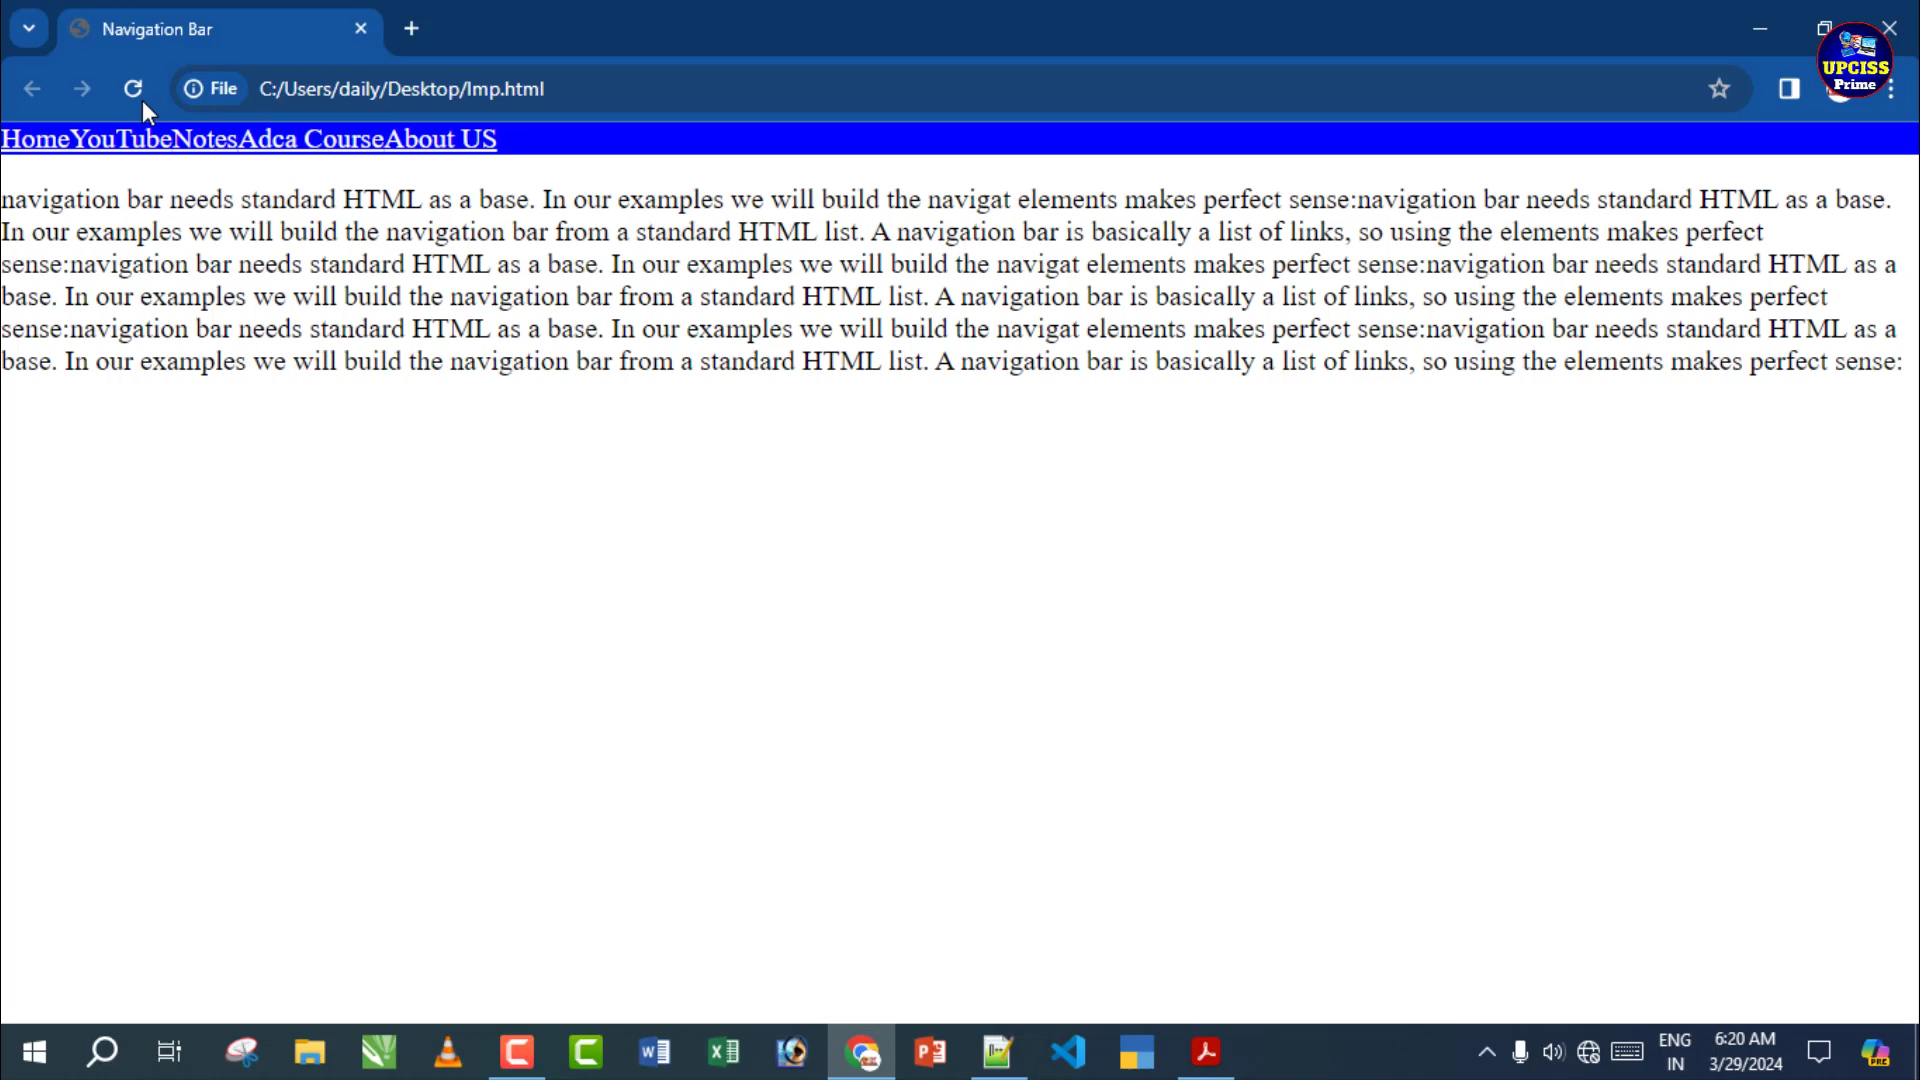 Navigation Bar
File C:/Users/daily/Desktop/Imp.html
UPCISS
Prime
HomeYouTubeNotesAdca CourseAbout US
navigation bar needs standard HTML as a base. In our examples we will build the navigat elements makes perfect sense:navigation bar needs standard HTML as a base.
In our examples we will build the navigation bar from a standard HTML list. A navigation bar is basically a list of links, so using the elements makes perfect
sense:navigation bar needs standard HTML as a base. In our examples we will build the navigat elements makes perfect sense:navigation bar needs standard HTML as a
base. In our examples we will build the navigation bar from a standard HTML list. A navigation bar is basically a list of links, so using the elements makes perfect
sense:navigation bar needs standard HTML as a base. In our examples we will build the navigat elements makes perfect sense:navigation bar needs standard HTML as a
base. In our examples we will build the navigation bar from a standard HTML list. A navigation bar is basically a list of links, so using the elements makes perfect sense:
ENG 6:20 AM
IN 3/29/2024
PRE